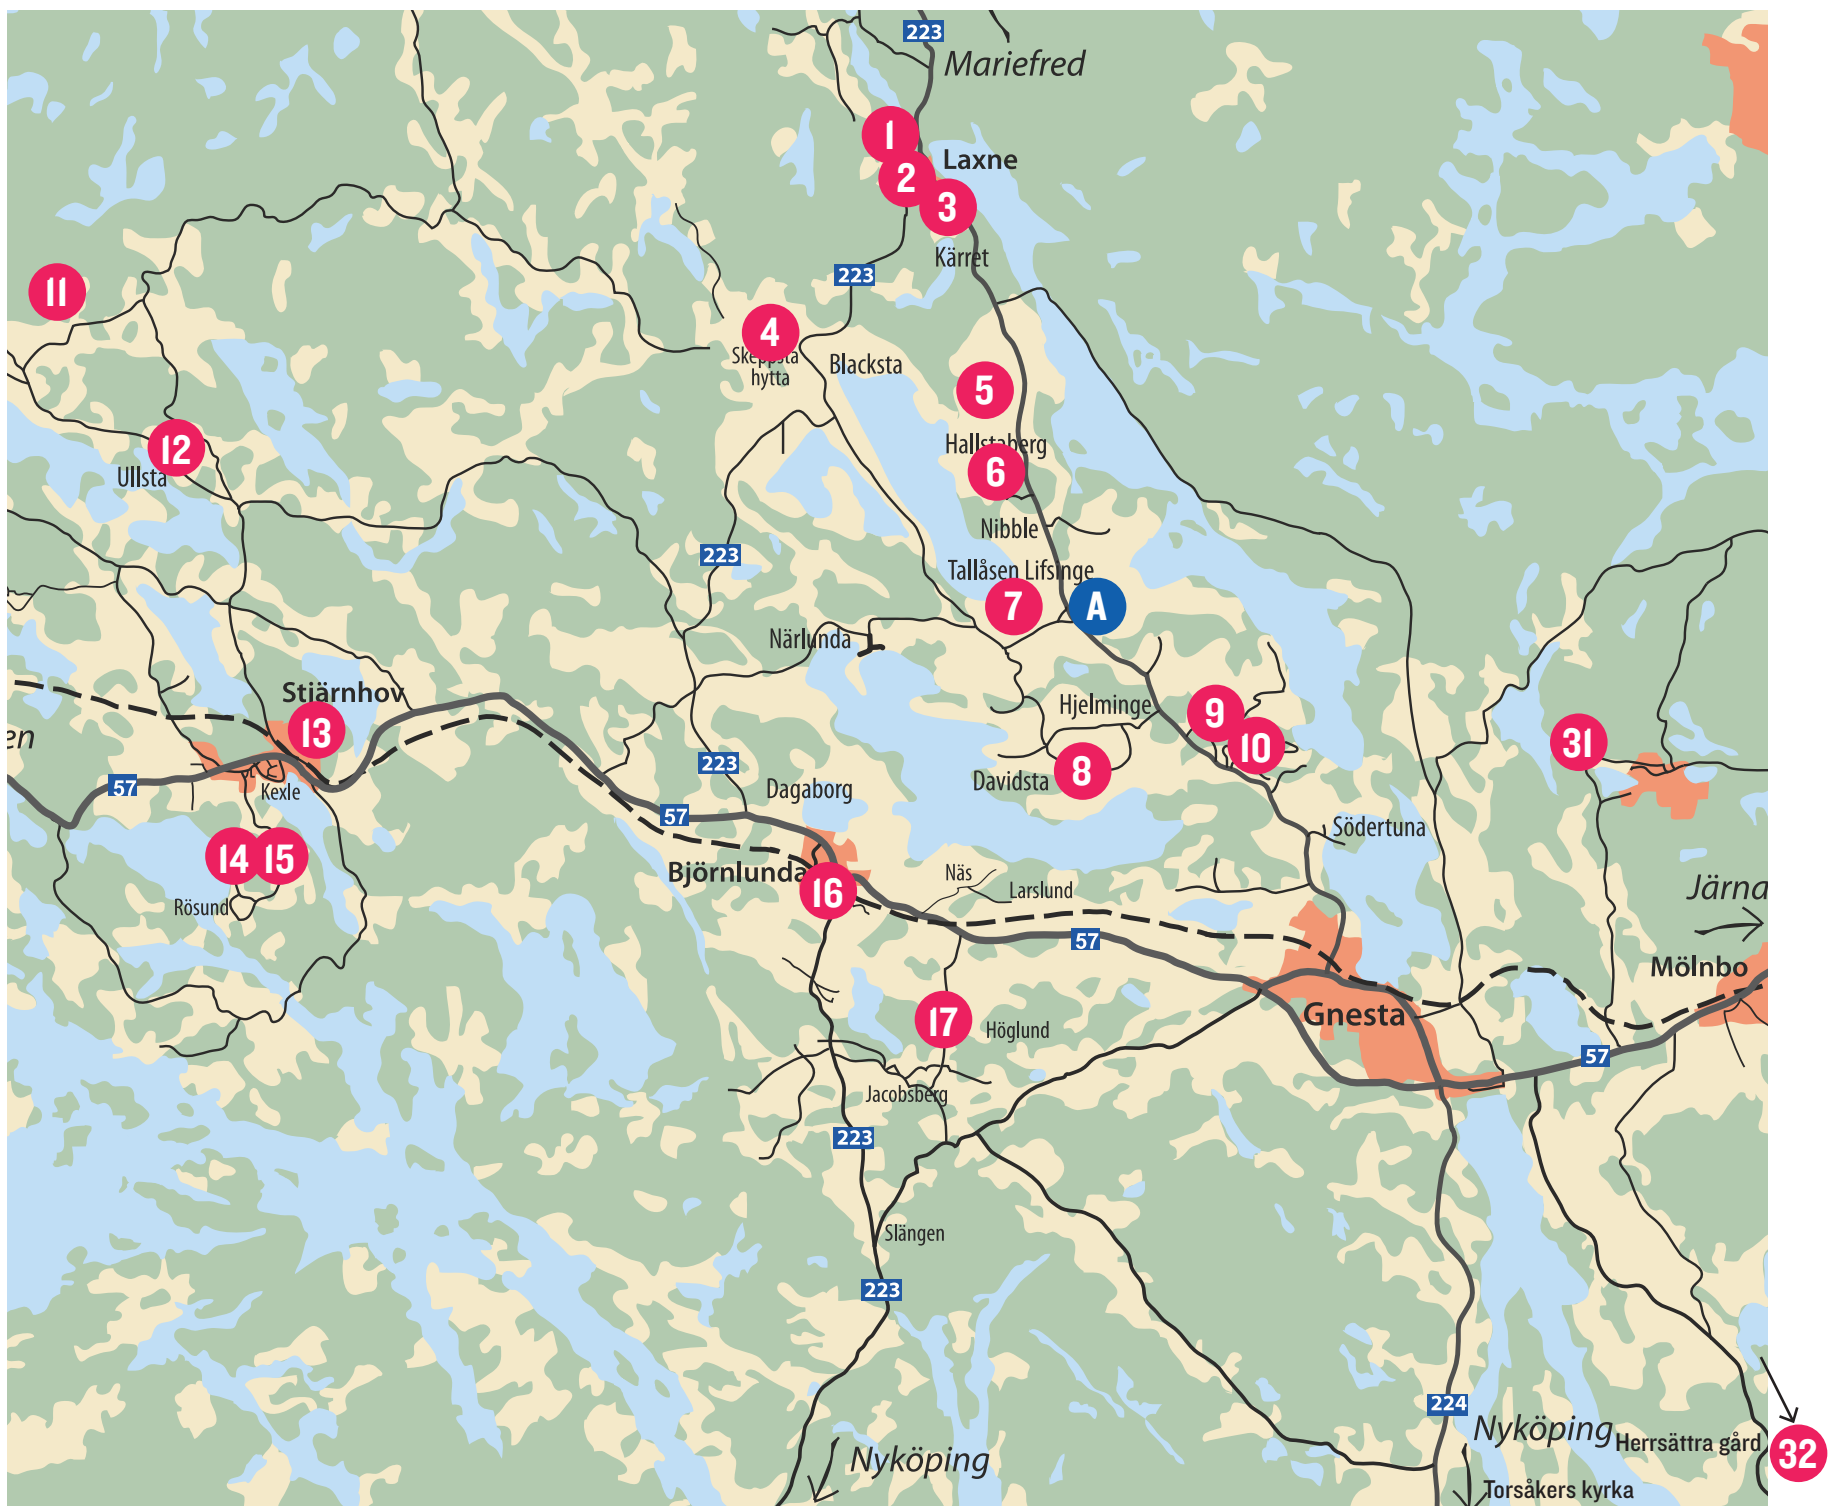 223
Mariefred
1
Laxne
2
3
Kärret
223
11
4
Skeppsta
hytta
Blacksta
5
Hallstaberg
12
6
Ullsta
Nibble
223
Tallåsen Lifsinge
7
A
Närlunda
Stjärnhov
13
en
Hjelminge
9
10
31
8
Davidsta
223
57
Kexle
Dagaborg
57
Södertuna
14
15
Björnlunda
16
Näs
Larslund
Rösund
Järna
57
Mölnbo
Gnesta
17
Höglund
57
Jacobsberg
223
Slängen
223
224
Nyköping
Herrsättra gård
32
Nyköping
Torsåkers kyrka